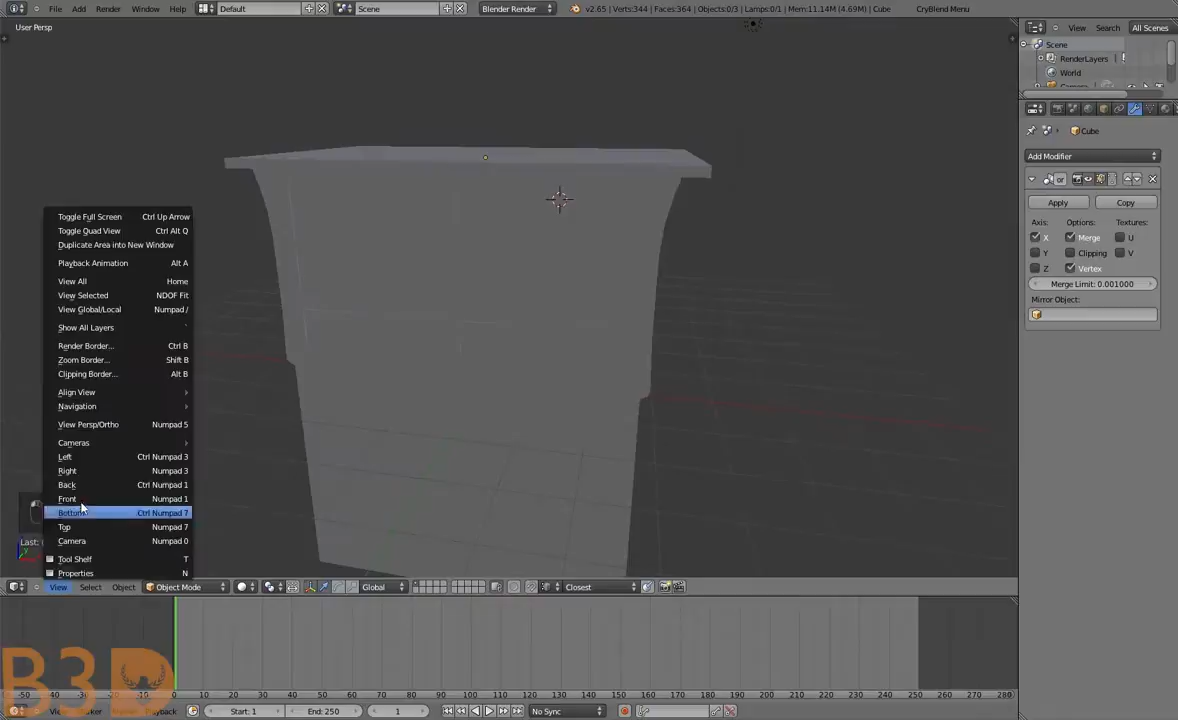 File Add Render Window Help Default Scene Blender Render v2.65 | Verts:344 | Faces:364 | Objects:0/3 | Lamps:0/1 | Mem:11.14M (4.69M) | Cube CryBlend Menu
User Persp
View Search All Scenes
Scene
RenderLayers
World
Cube
Add Modifier
or
Apply Copy
Axis: Options: Textures:
X Merge U
Y Clipping V
Z Vertex
Merge Limit: 0.001000
Mirror Object:
Toggle Full Screen Ctrl Up Arrow
Toggle Quad View Ctrl Alt Q
Duplicate Area into New Window
Playback Animation Alt A
View All Home
View Selected NDOF Fit
View Global/Local Numpad /
Show All Layers `
Render Border... Ctrl B
Zoom Border... Shift B
Clipping Border... Alt B
Align View
Navigation
View Persp/Ortho Numpad 5
Cameras
Left Ctrl Numpad 3
Right Numpad 3
Back Ctrl Numpad 1
Front Numpad 1
Bottom Ctrl Numpad 7
Top Numpad 7
Camera Numpad 0
Tool Shelf T
Properties N
Last:
View Select Object Object Mode Global Closest
B3D
-50 -40 -30 -20 -10 0 10 20 30 40 50 60 70 80 90 100 110 120 130 140 150 160 170 180 190 200 210 220 230 240 250 260 270 280
Playback Start: 1 End: 250 1 No Sync